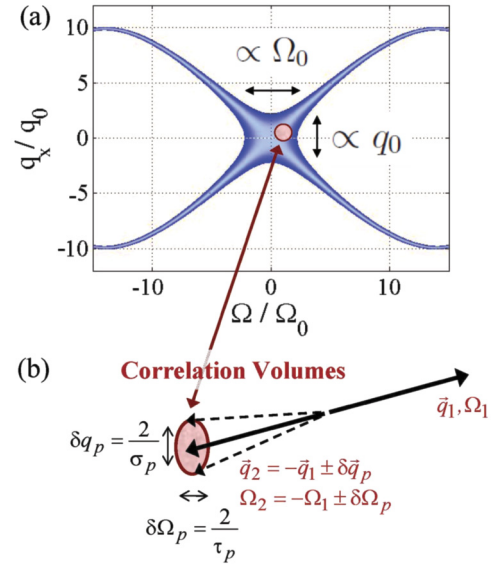 (a)
10
5
0
-5
-10
q_x / q_0
∝ Ω_0
∝ q_0
-10 0 10
Ω / Ω_0
(b)
Correlation Volumes
q⃗_1, Ω_1
δq_p = 2/σ_p
q⃗_2 = −q⃗_1 ± δq⃗_p
Ω_2 = −Ω_1 ± δΩ_p
δΩ_p = 2/τ_p